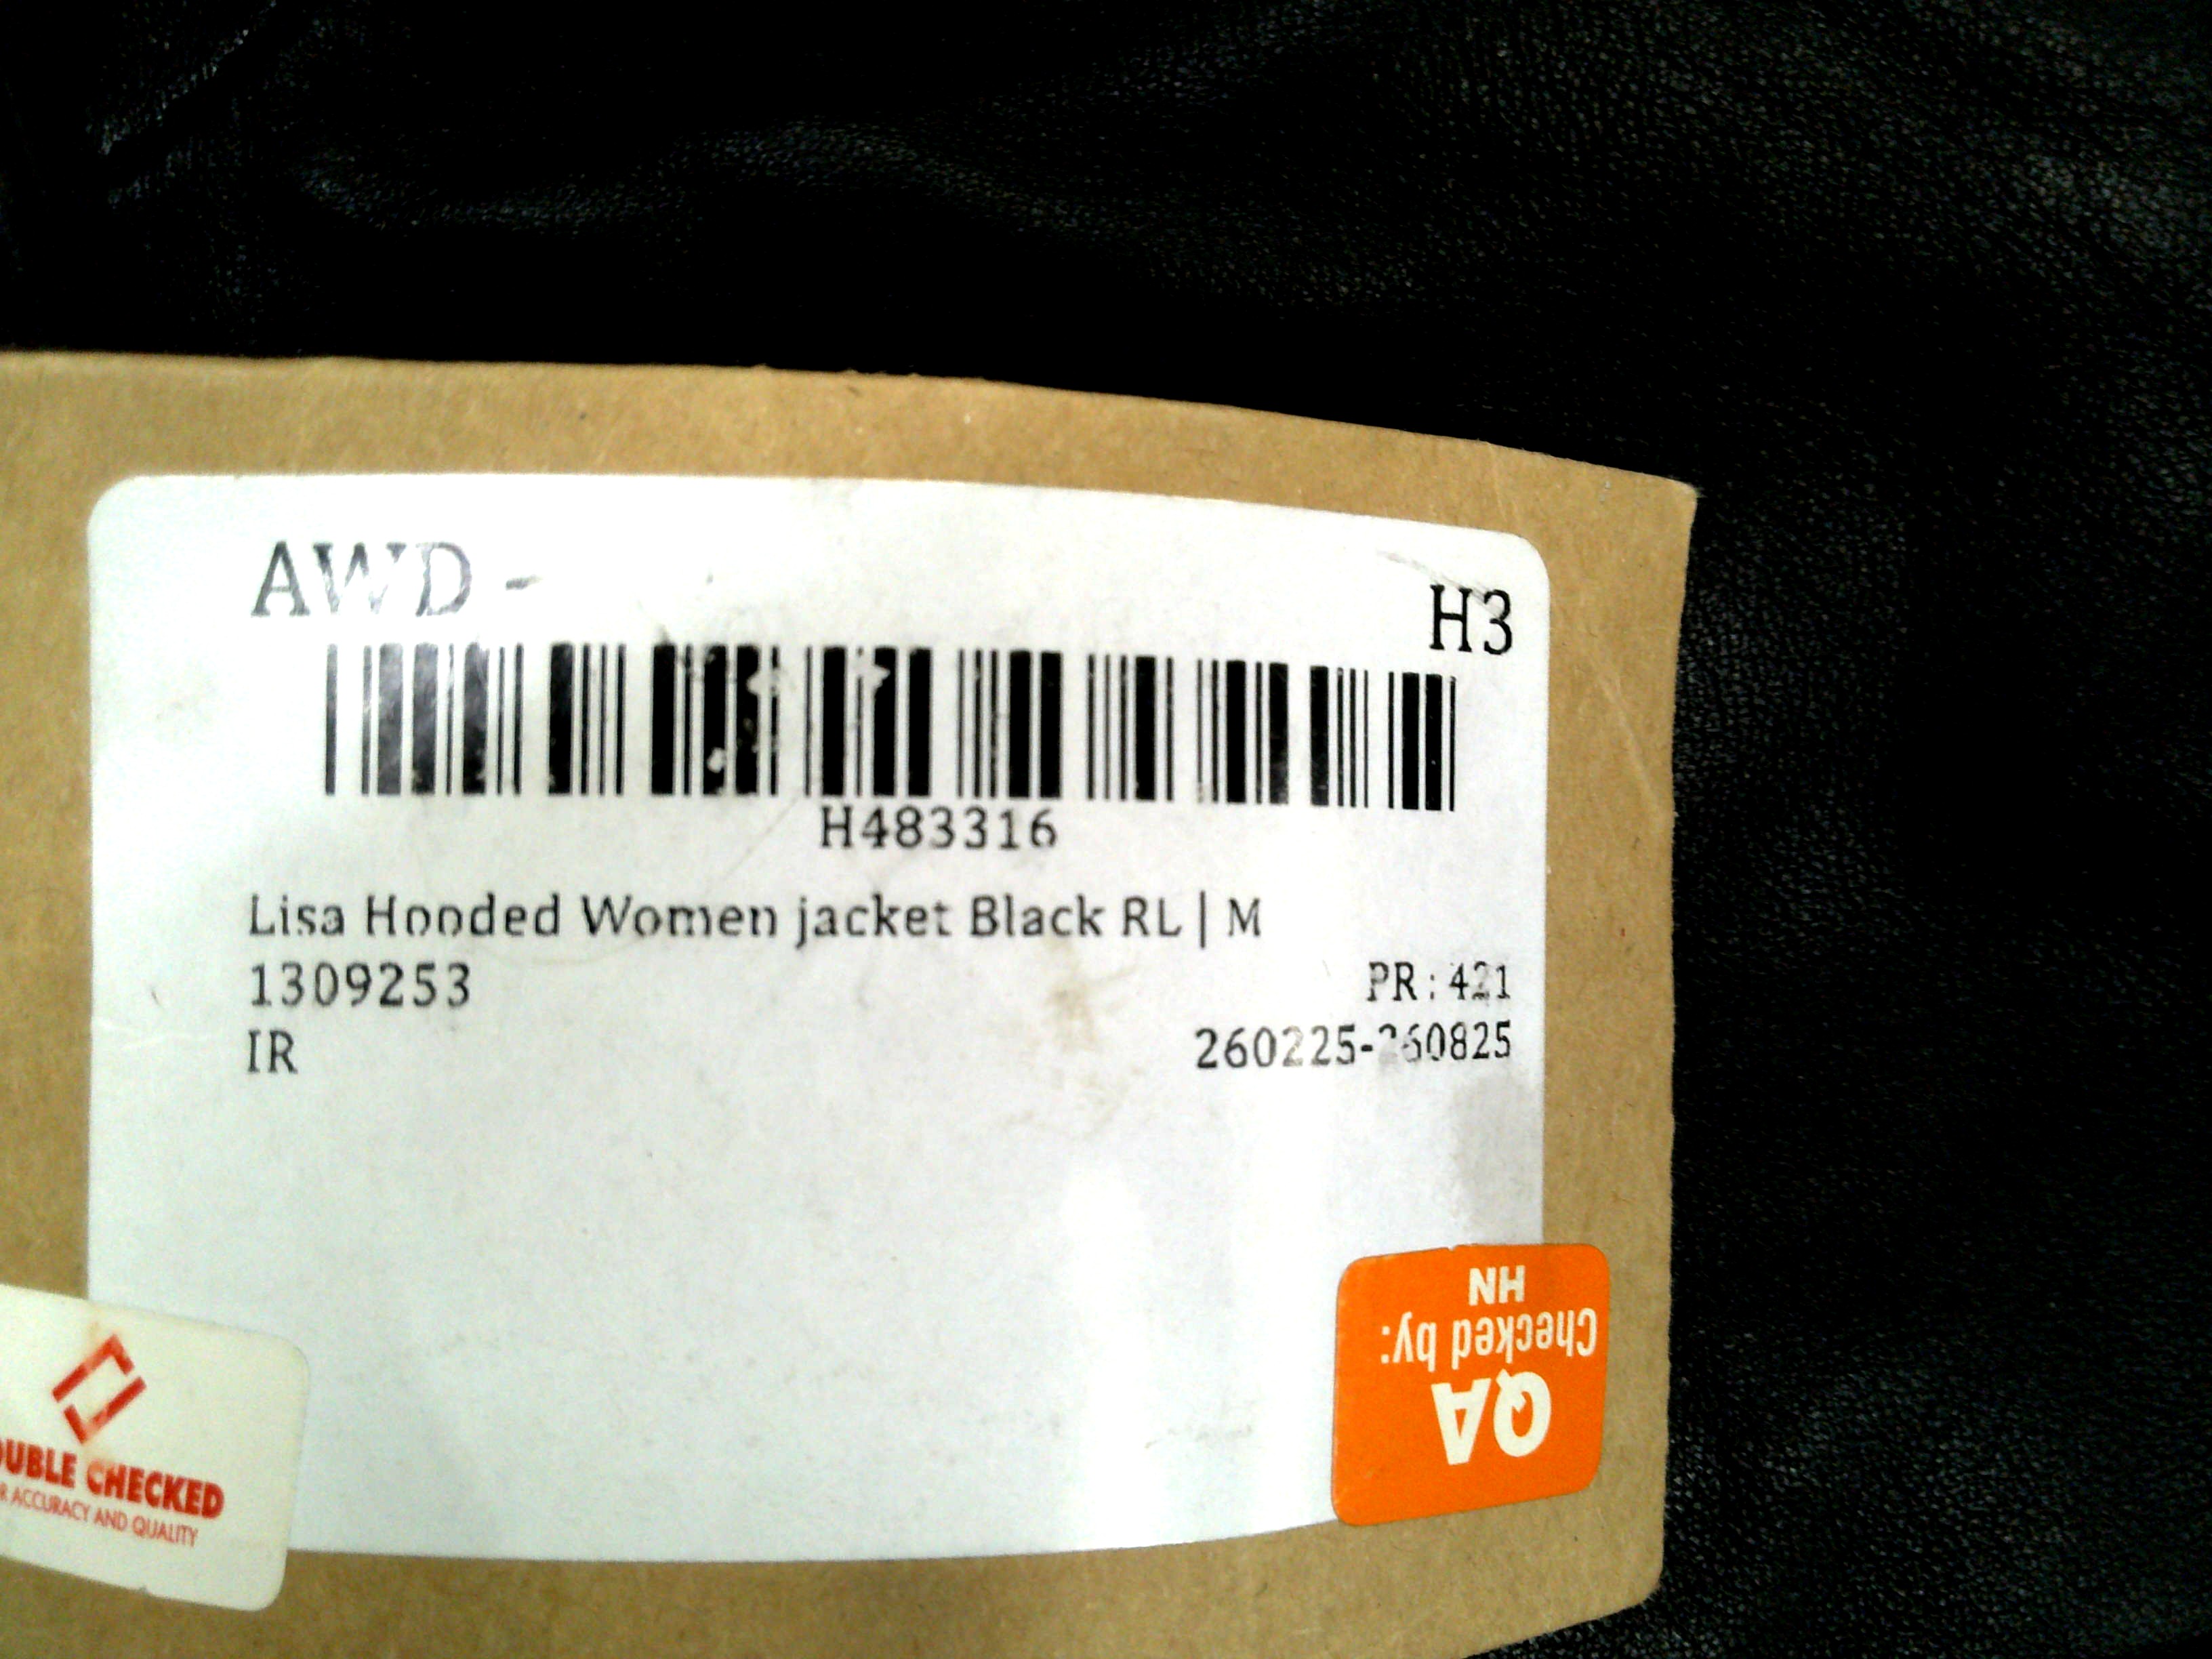 AWD -
H3
H483316
Lisa Hooded Women jacket Black RL | M
1309253
PR : 421
IR
260225-260825
HN
Checked by:
QA
OUBLE CHECKED
R ACCURACY AND QUALITY